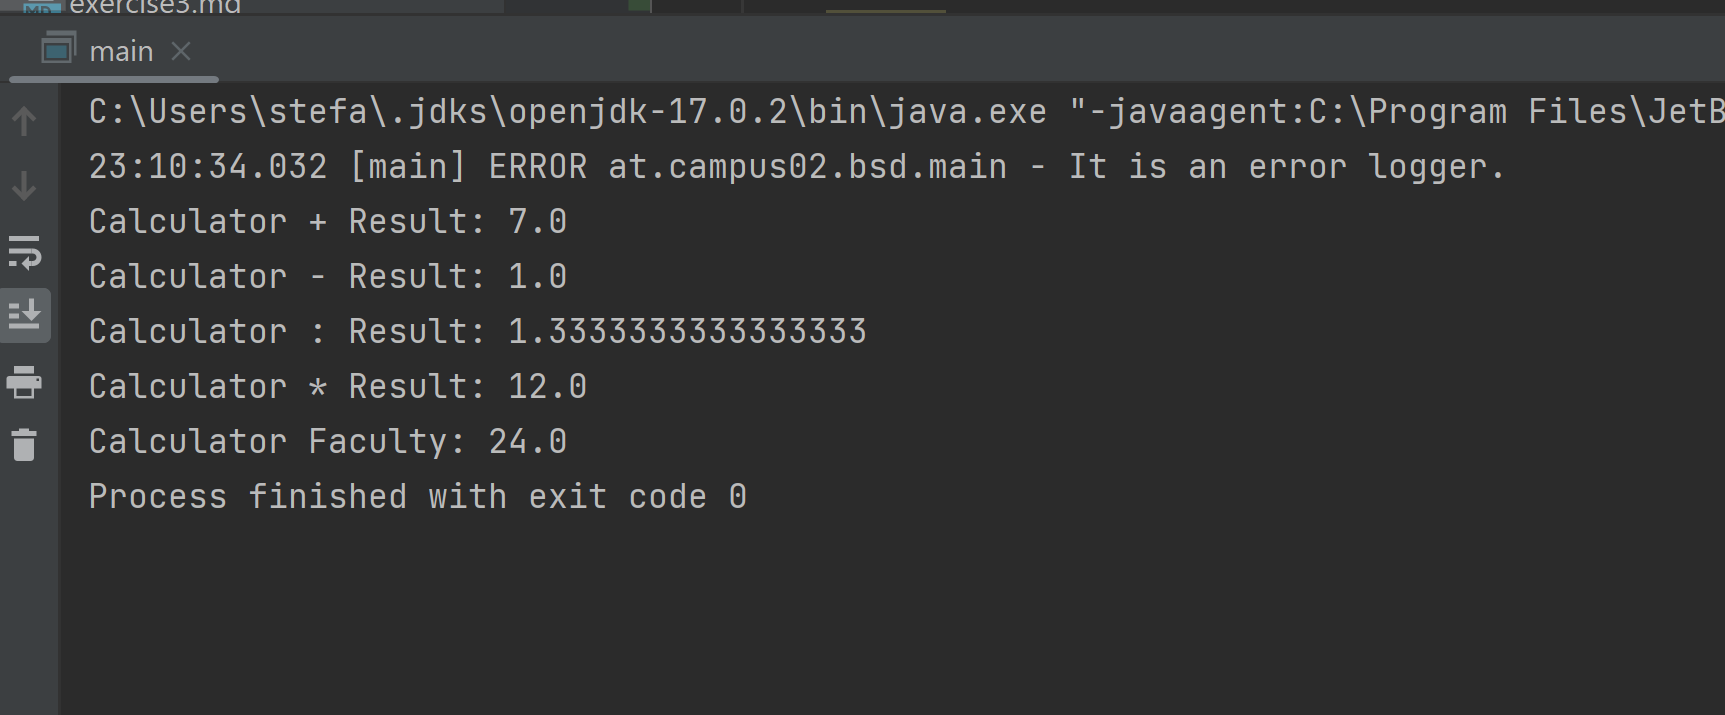 exercise3.md
main
C:\Users\stefa\.jdks\openjdk-17.0.2\bin\java.exe "-javaagent:C:\Program Files\JetB
23:10:34.032 [main] ERROR at.campus02.bsd.main - It is an error logger.
Calculator + Result: 7.0
Calculator - Result: 1.0
Calculator : Result: 1.3333333333333333
Calculator * Result: 12.0
Calculator Faculty: 24.0
Process finished with exit code 0